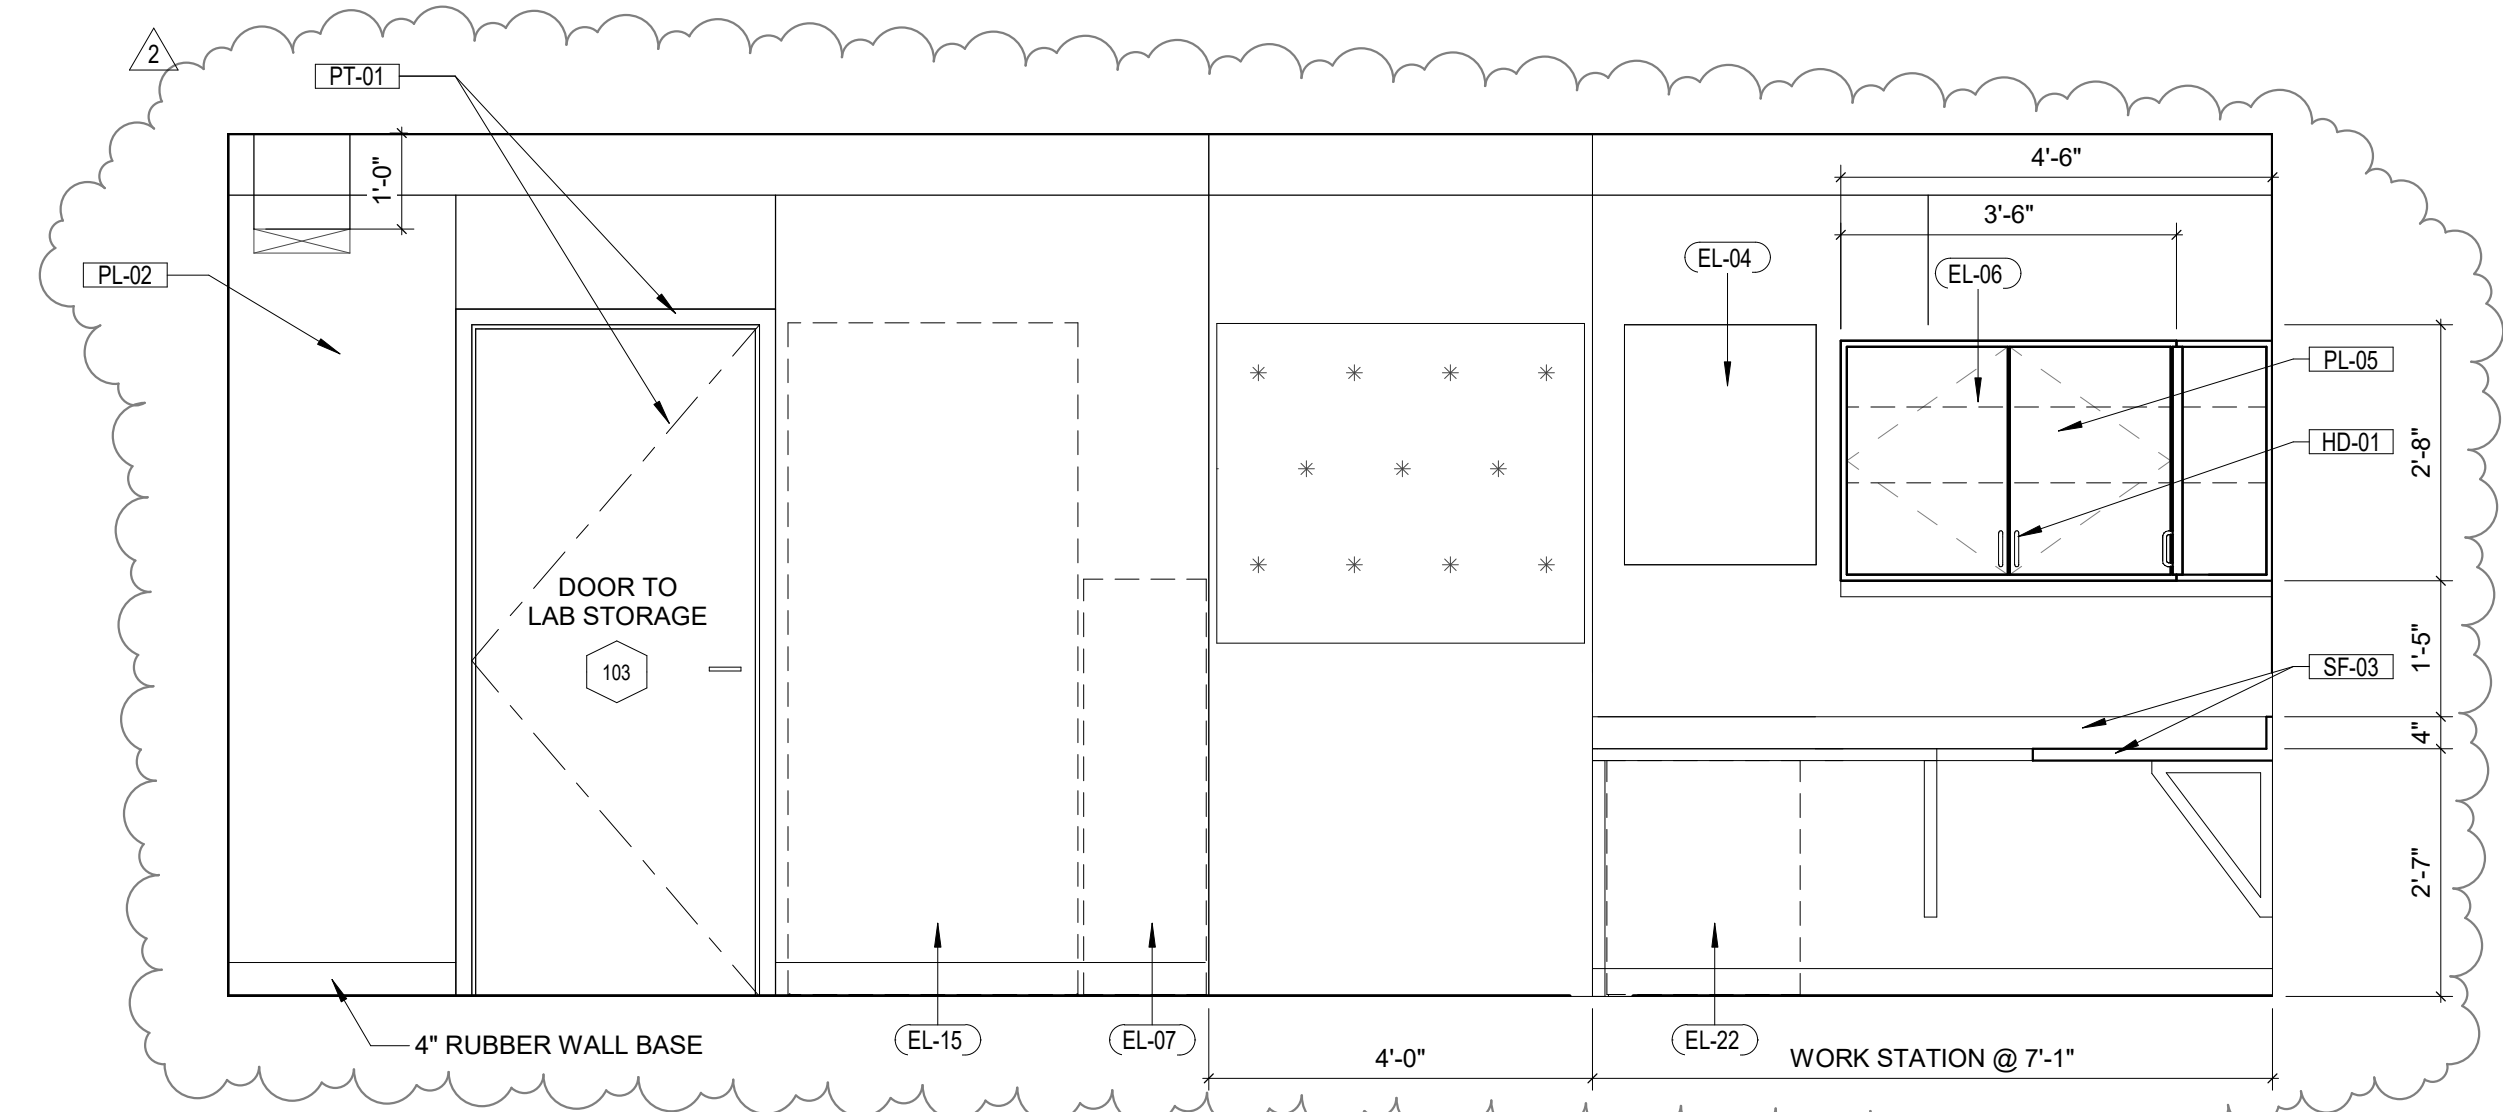 2
PT-01
1'-0"
4'-6"
3'-6"
EL-04
EL-06
PL-02
PL-05
HD-01
2'-8"
DOOR TO
LAB STORAGE
103
1'-5"
SF-03
4"
2'-7"
4" RUBBER WALL BASE
EL-15
EL-07
EL-22
4'-0"
WORK STATION @ 7'-1"